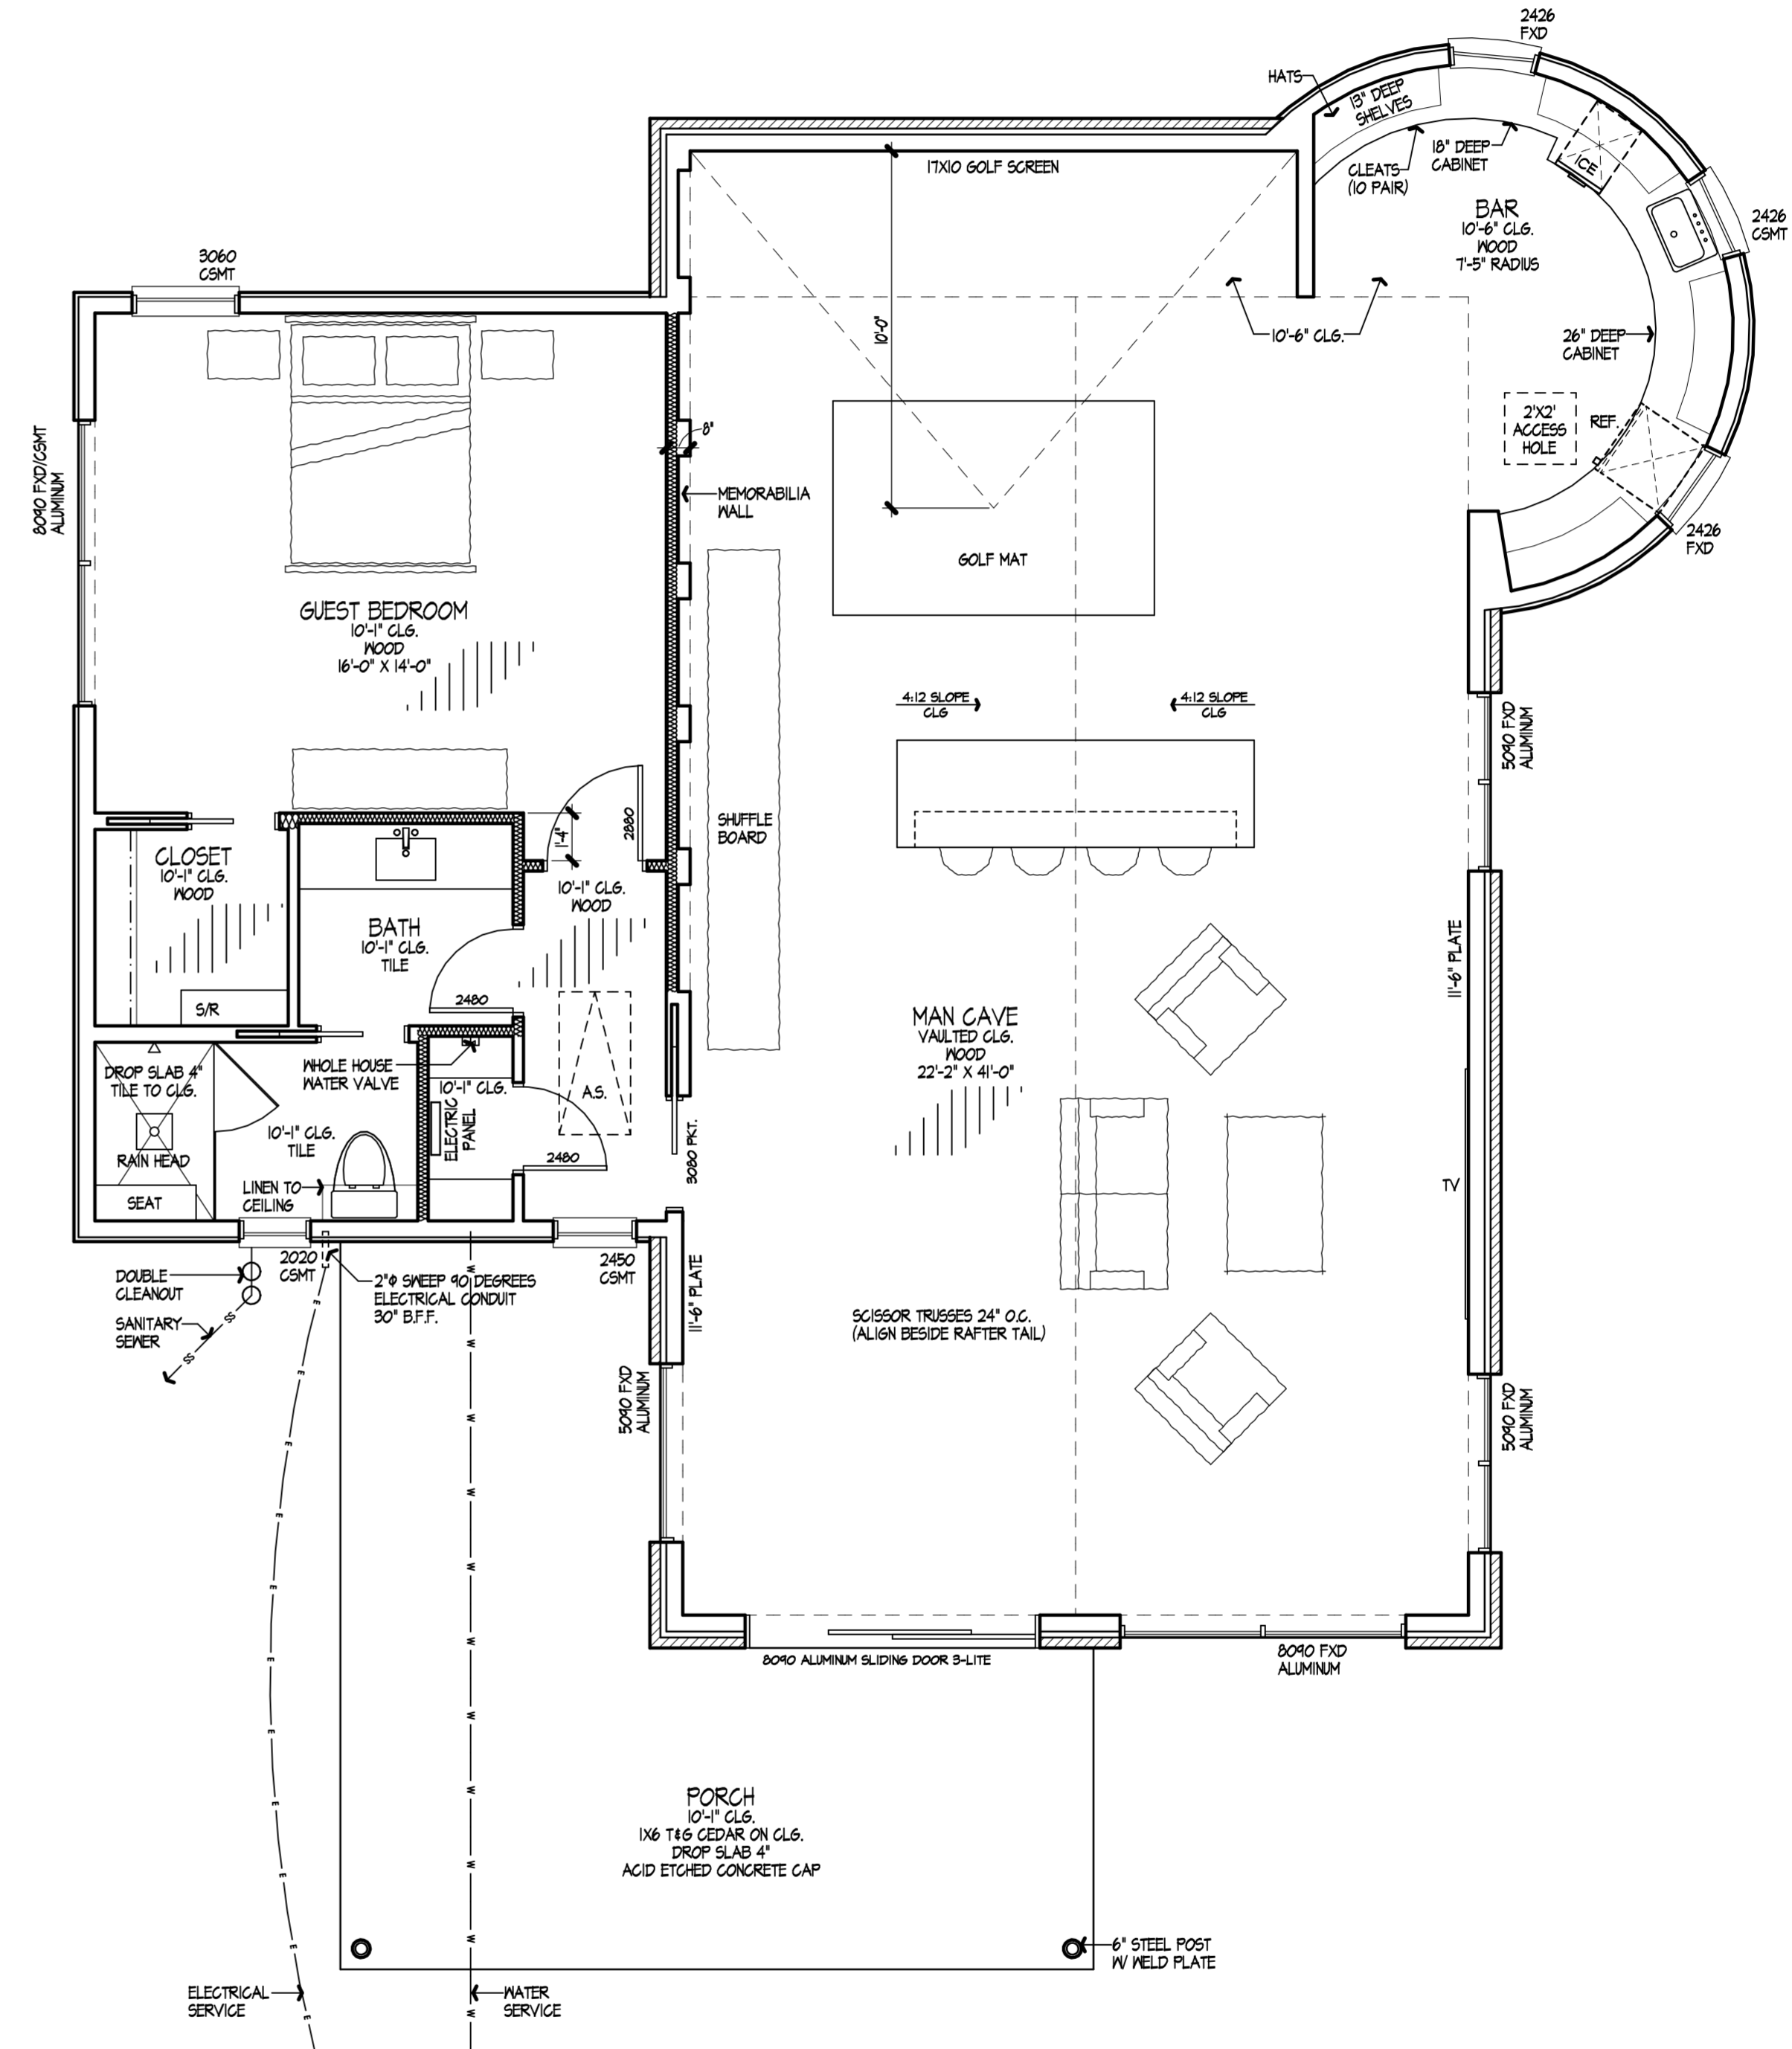 2426
FXD
HATS
13" DEEP
SHELVES
18" DEEP
CABINET
CLEATS
(10 PAIR)
ICE
17X10 GOLF SCREEN
BAR
10'-6" CLG.
WOOD
7'-5" RADIUS
2426
CSMT
3060
CSMT
10'-0"
10'-6" CLG.
26" DEEP
CABINET
2'X2'
ACCESS
HOLE
REF.
2426
FXD
8"
8090 FXD/CSMT
ALUMINUM
MEMORABILIA
WALL
GOLF MAT
GUEST BEDROOM
10'-1" CLG.
WOOD
16'-0" X 14'-0"
4:12 SLOPE
CLG
4:12 SLOPE
CLG
5090 FXD
ALUMINUM
SHUFFLE
BOARD
1'-4"
2880
CLOSET
10'-1" CLG.
WOOD
10'-1" CLG.
WOOD
BATH
10'-1" CLG.
TILE
11'-6" PLATE
S/R
2480
MAN CAVE
VAULTED CLG.
WOOD
22'-2" X 41'-0"
DROP SLAB 4"
TILE TO CLG.
WHOLE HOUSE
WATER VALVE
10'-1" CLG.
A.S.
ELECTRIC
PANEL
10'-1" CLG.
TILE
RAIN HEAD
2480
3080 PKT.
LINEN TO
CEILING
SEAT
TV
2020
CSMT
2450
CSMT
DOUBLE
CLEANOUT
2"Φ SWEEP 90 DEGREES
ELECTRICAL CONDUIT
30" B.F.F.
11'-6" PLATE
SANITARY
SEWER
SS
SS
SCISSOR TRUSSES 24" O.C.
(ALIGN BESIDE RAFTER TAIL)
5090 FXD
ALUMINUM
5090 FXD
ALUMINUM
8090 ALUMINUM SLIDING DOOR 3-LITE
8090 FXD
ALUMINUM
E
E
E
E
E
E
E
E
E
E
W
W
W
W
W
W
W
W
W
W
PORCH
10'-1" CLG.
1X6 T&G CEDAR ON CLG.
DROP SLAB 4"
ACID ETCHED CONCRETE CAP
6" STEEL POST
W/ WELD PLATE
ELECTRICAL
SERVICE
WATER
SERVICE